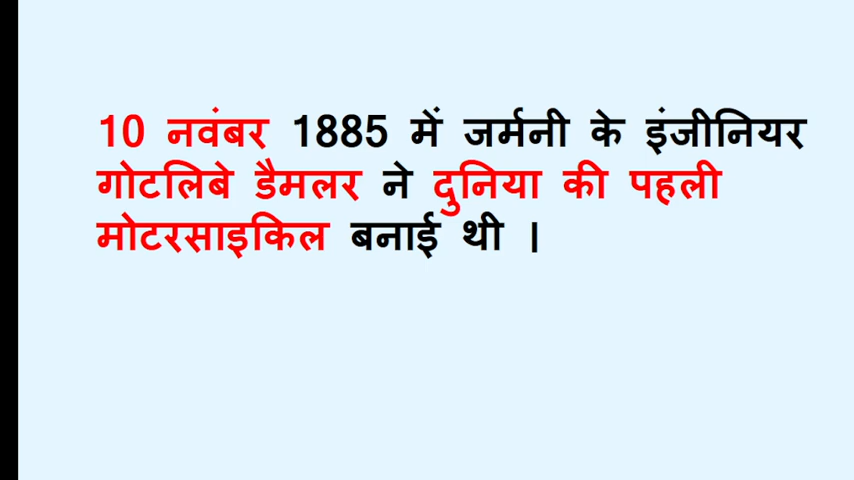 10 नवंबर 1885 में जर्मनी के इंजीनियर
गोटलिबे डैमलर ने दुनिया की पहली
मोटरसाइकिल बनाई थी ।